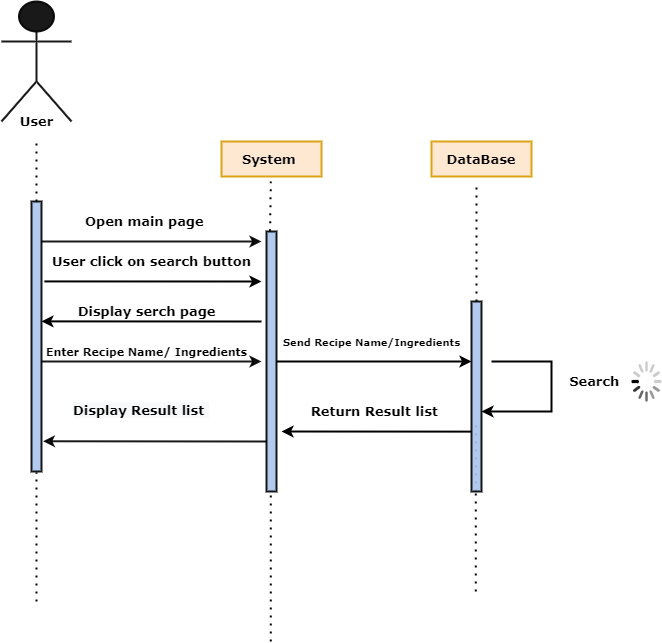 User
System
DataBase
Open main page
User click on search button
Display serch page
Enter Recipe Name/ Ingredients
Send Recipe Name/Ingredients
Search
Display Result list
Return Result list